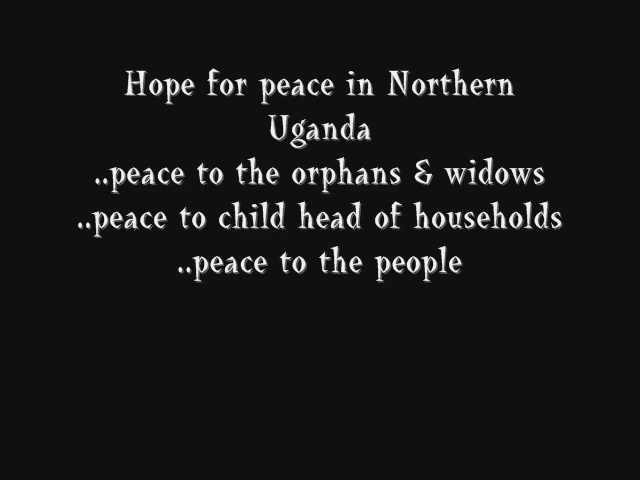 Hope for peace in Northern
Uganda
..peace to the orphans & widows
..peace to child head of households
..peace to the people